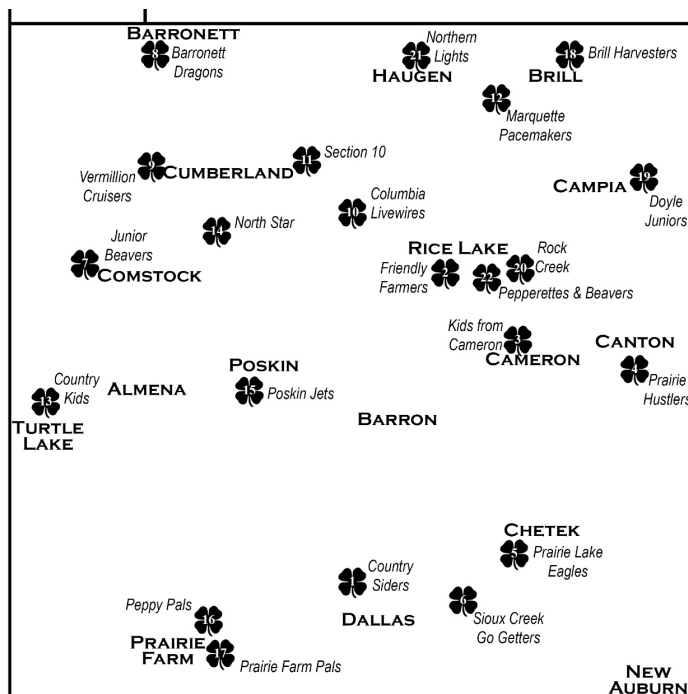 BARRONETT
8
Barronett
Dragons
21
Northern
Lights
HAUGEN
18
Brill Harvesters
BRILL
12
Marquette
Pacemakers
9
Vermillion
Cruisers
CUMBERLAND
11
Section 10
19
CAMPIA
Doyle
Juniors
10
Columbia
Livewires
14
North Star
Junior
Beavers
7
COMSTOCK
RICE LAKE
Friendly
Farmers
2
22
20
Rock
Creek
Pepperettes & Beavers
Kids from
Cameron
3
CAMERON
CANTON
4
Prairie
Hustlers
POSKIN
15
Poskin Jets
ALMENA
Country
Kids
13
TURTLE
LAKE
BARRON
CHETEK
5
Prairie Lake
Eagles
1
Country
Siders
DALLAS
6
Sioux Creek
Go Getters
Peppy Pals
16
PRAIRIE
FARM
17
Prairie Farm Pals
NEW
AUBURN